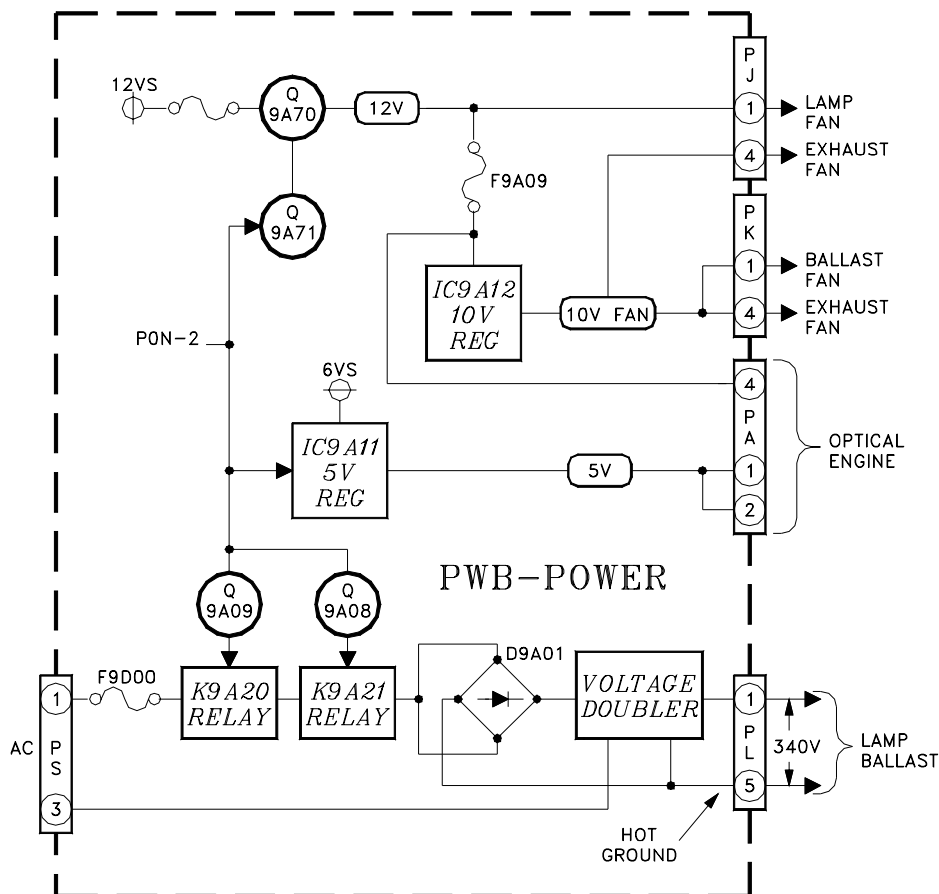 12VS
Q
9A70
12V
P
J
1
LAMP
FAN
4
EXHAUST
FAN
F9A09
Q
9A71
P
K
1
BALLAST
FAN
4
EXHAUST
FAN
IC9A12
10V
REG
10V FAN
PON-2
6VS
4
P
A
1
2
OPTICAL
ENGINE
IC9A11
5V
REG
5V
PWB-POWER
Q
9A09
Q
9A08
F9D00
K9A20
RELAY
K9A21
RELAY
D9A01
VOLTAGE
DOUBLER
AC
1
P
S
3
1
P
L
5
340V
LAMP
BALLAST
HOT
GROUND